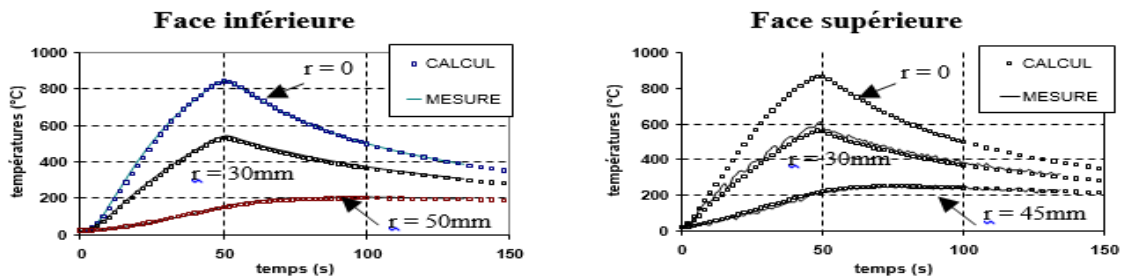 Face inférieure
1000
800
600
400
200
0
températures (°C)
0 50 100 150
temps (s)
r = 0
r = 30mm
r = 50mm
CALCUL
MESURE
Face supérieure
1000
800
600
400
200
0
températures (°C)
0 50 100 150
temps (s)
r = 0
r = 30mm
r = 45mm
CALCUL
MESURE